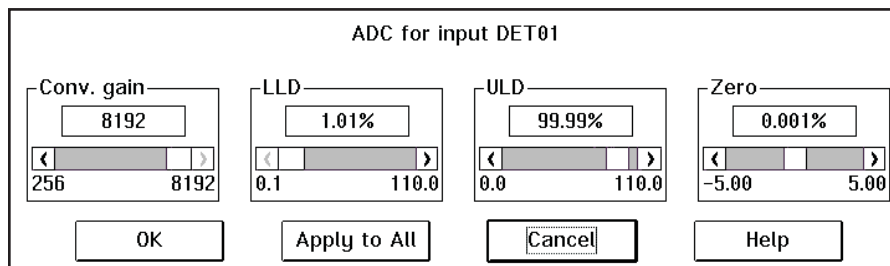 ADC for input DET01
Conv. gain LLD ULD Zero
8192 1.01% 99.99% 0.001%
256 8192 0.1 110.0 0.0 110.0 -5.00 5.00
OK Apply to All Cancel Help